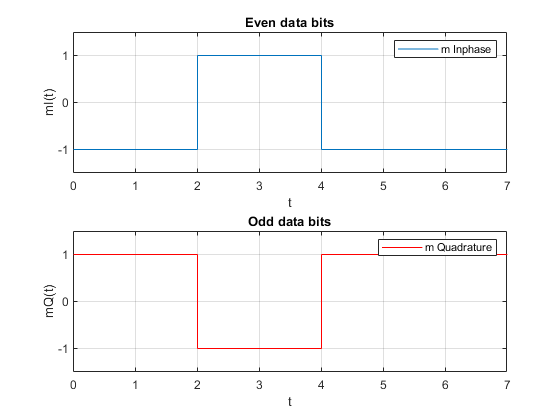 Even data bits
m Inphase
mI(t)
1
0
-1
0 1 2 3 4 5 6 7
t
Odd data bits
m Quadrature
mQ(t)
1
0
-1
0 1 2 3 4 5 6 7
t